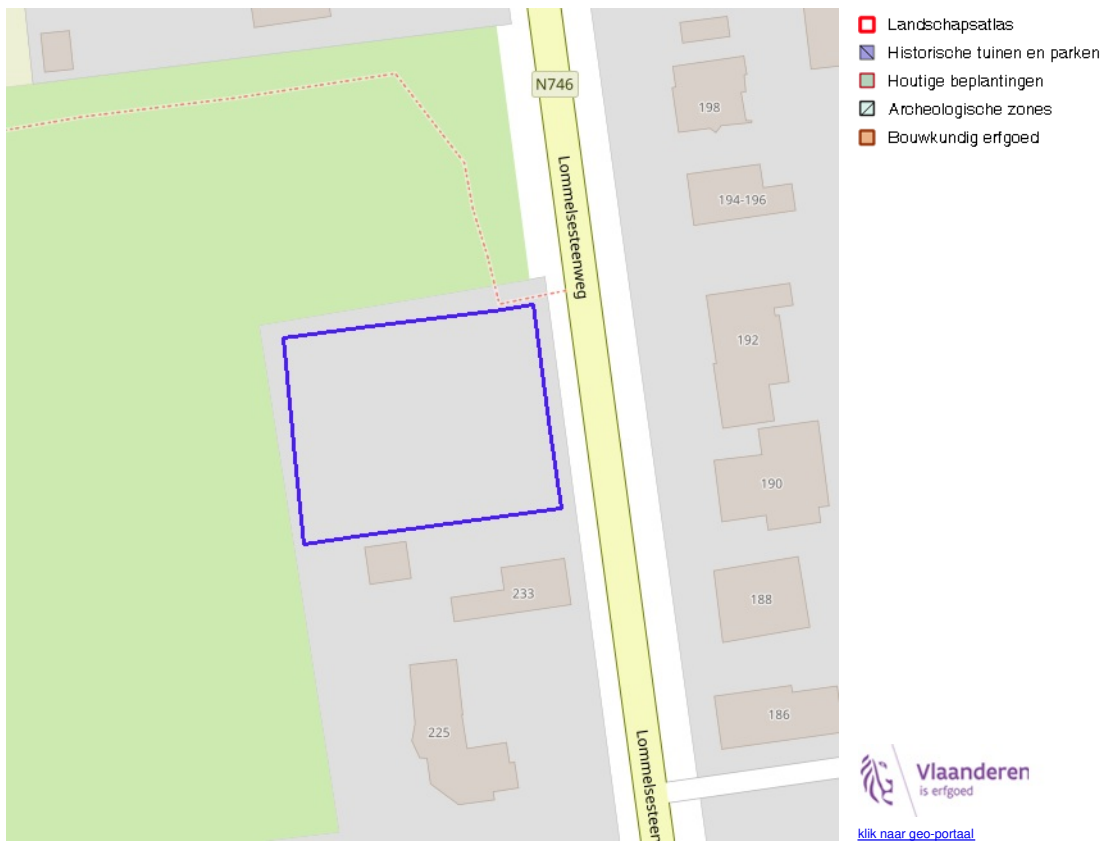 N746
Lommelsesteenweg
198
194-196
192
190
188
186
233
225
Lommelsesteer
Landschapsatlas
Historische tuinen en parken
Houtige beplantingen
Archeologische zones
Bouwkundig erfgoed
Vlaanderen
is erfgoed
klik naar geo-portaal